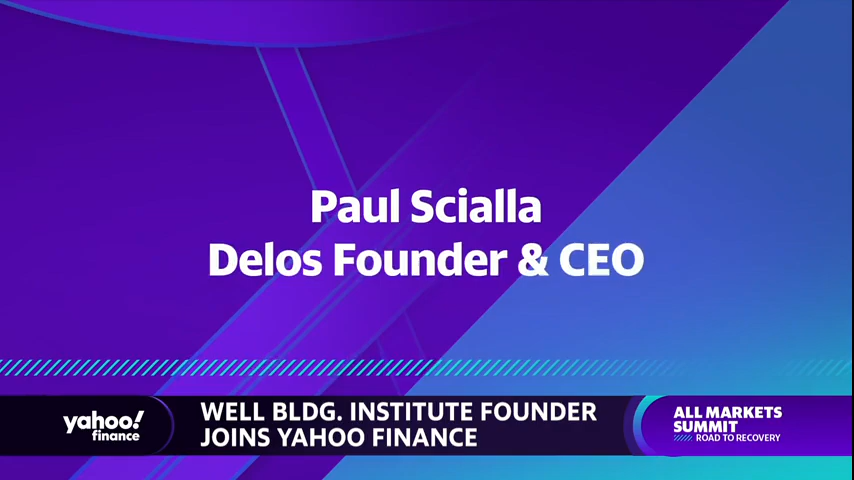 Paul Scialla
Delos Founder & CEO
yahoo!
finance
WELL BLDG. INSTITUTE FOUNDER
JOINS YAHOO FINANCE
ALL MARKETS
SUMMIT
ROAD TO RECOVERY